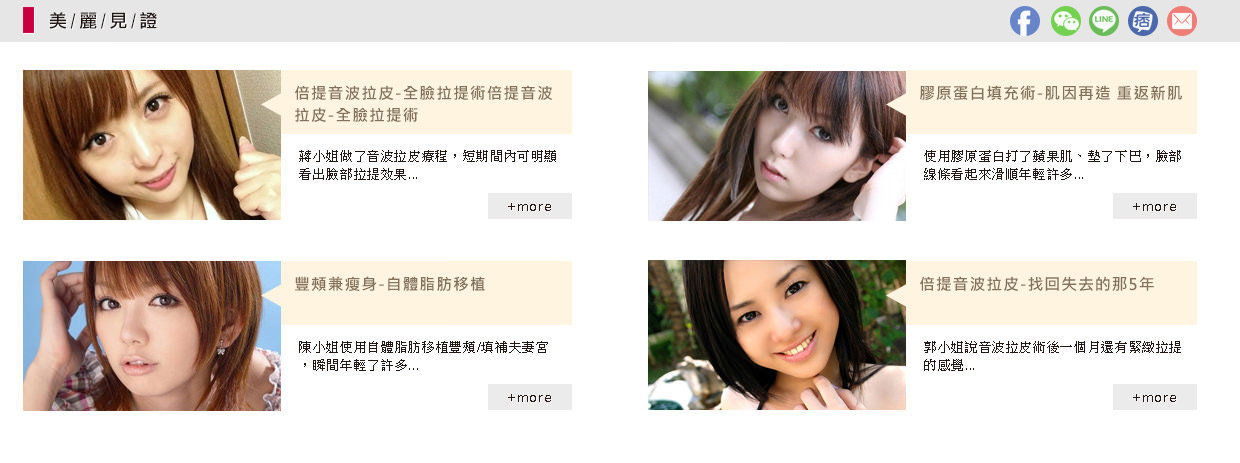 美/麗/見/證
LINE
痞
倍提音波拉皮-全臉拉提術倍提音波
拉皮-全臉拉提術
蔣小姐做了音波拉皮療程，短期間內可明顯
看出臉部拉提效果...
+more
膠原蛋白填充術-肌因再造 重返新肌
使用膠原蛋白打了蘋果肌、墊了下巴，臉部
線條看起來滑順年輕許多...
+more
豐頰兼瘦身-自體脂肪移植
陳小姐使用自體脂肪移植豐頰/填補夫妻宮
，瞬間年輕了許多...
+more
倍提音波拉皮-找回失去的那5年
郭小姐說音波拉皮術後一個月還有緊緻拉提
的感覺...
+more